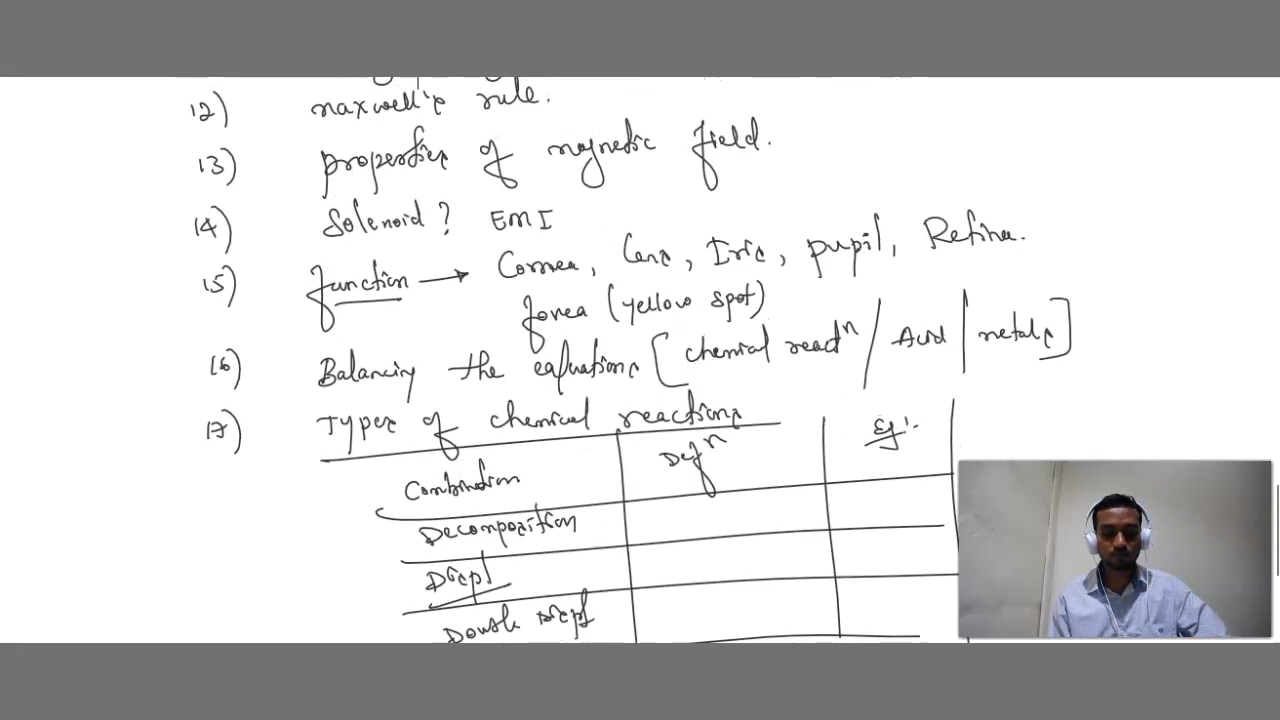 12) Maxwell's rule.
13) properties of magnetic field.
14) Solenoid? EMI
15) function → Cornea, Lens, Iris, pupil, Retina.
fovea (yellow spot)
16) Balancing the equations [chemical reactⁿ / Acid | metals]
17) Types of chemical reactions
Defⁿ Eg:-
Combination
Decomposition
Displ
Double Displ